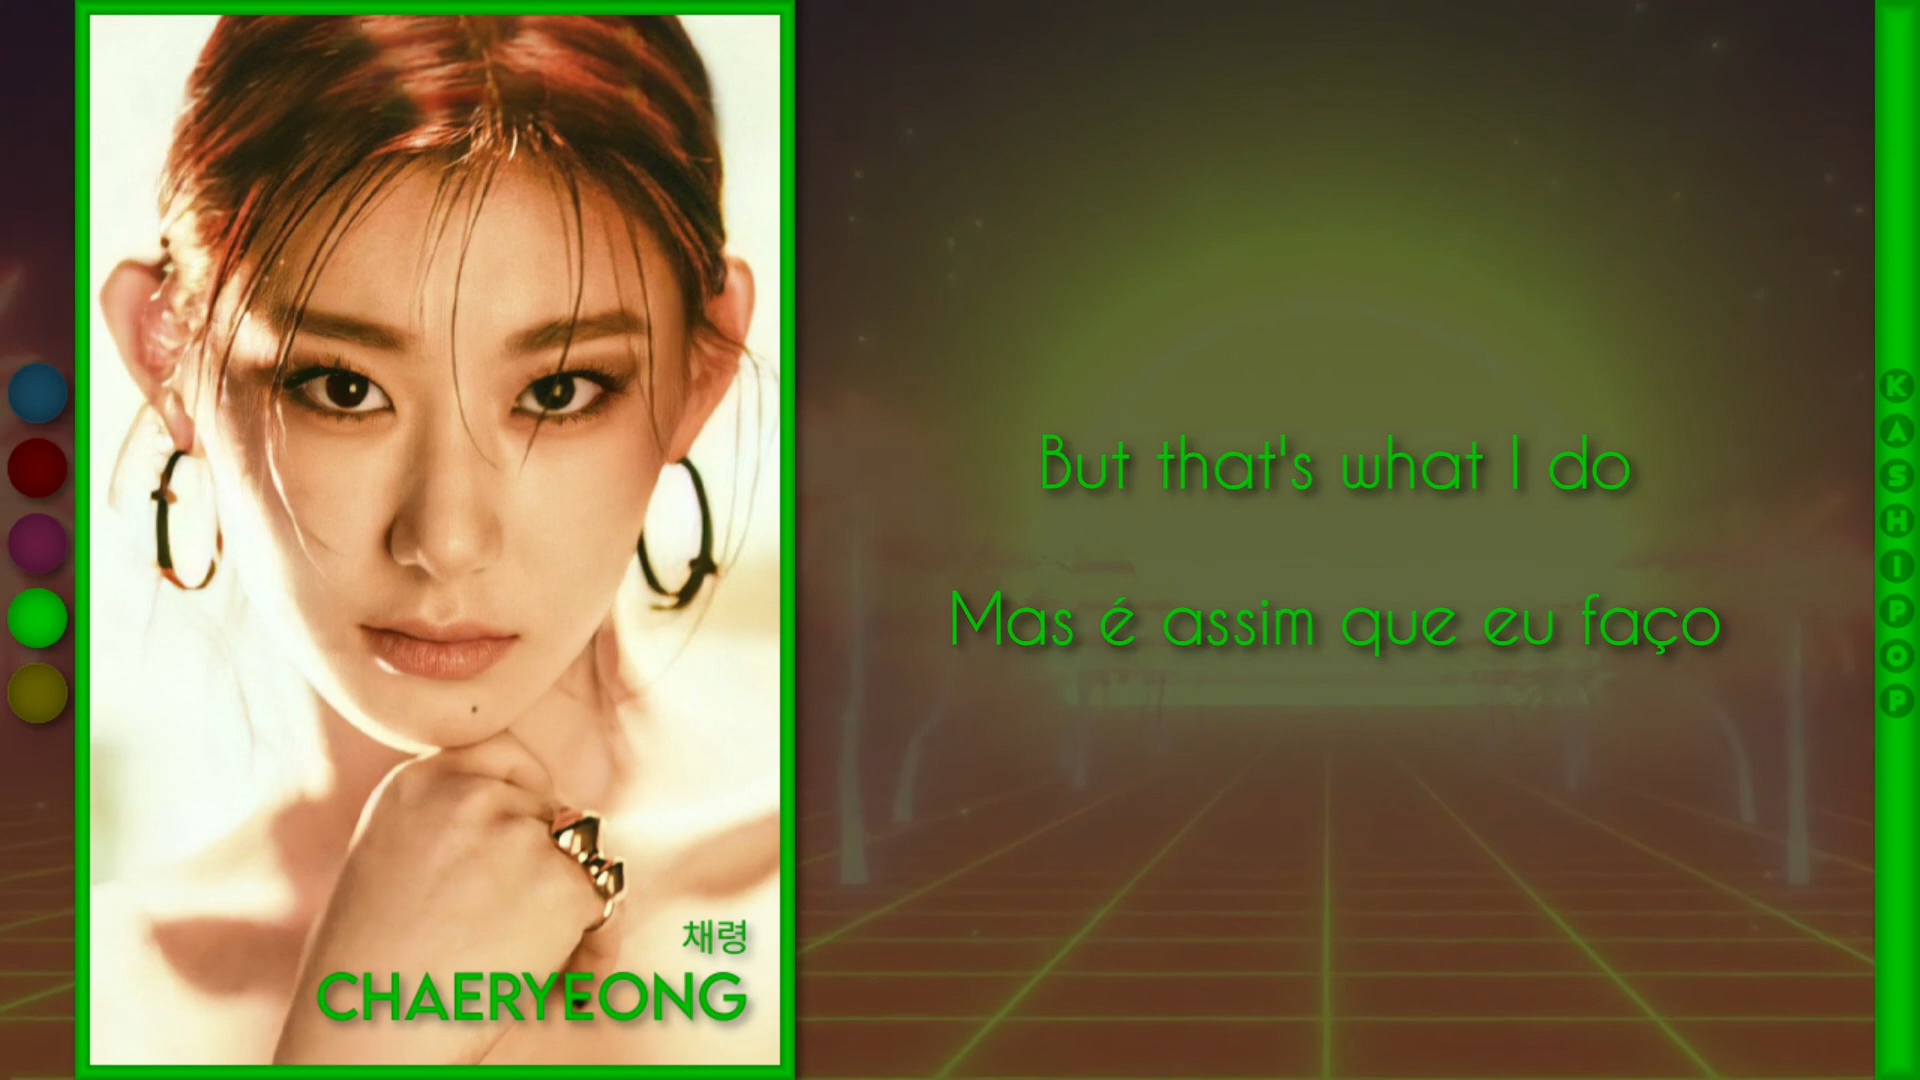 채령
CHAERYEONG
But that's what I do
Mas é assim que eu faço
KASHIPOP